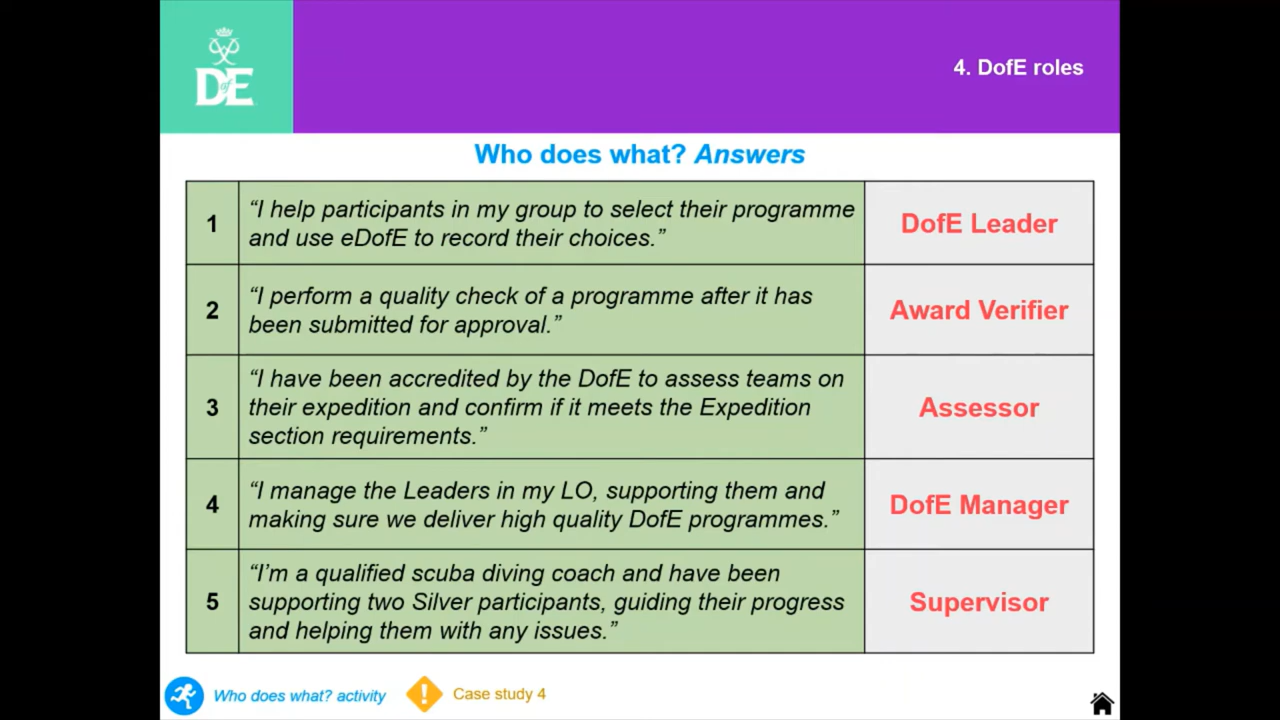 DofE
4. DofE roles
Who does what? Answers
1
“I help participants in my group to select their programme
and use eDofE to record their choices.”
DofE Leader
2
“I perform a quality check of a programme after it has
been submitted for approval.”
Award Verifier
3
“I have been accredited by the DofE to assess teams on
their expedition and confirm if it meets the Expedition
section requirements.”
Assessor
4
“I manage the Leaders in my LO, supporting them and
making sure we deliver high quality DofE programmes.”
DofE Manager
5
“I’m a qualified scuba diving coach and have been
supporting two Silver participants, guiding their progress
and helping them with any issues.”
Supervisor
Who does what? activity
Case study 4